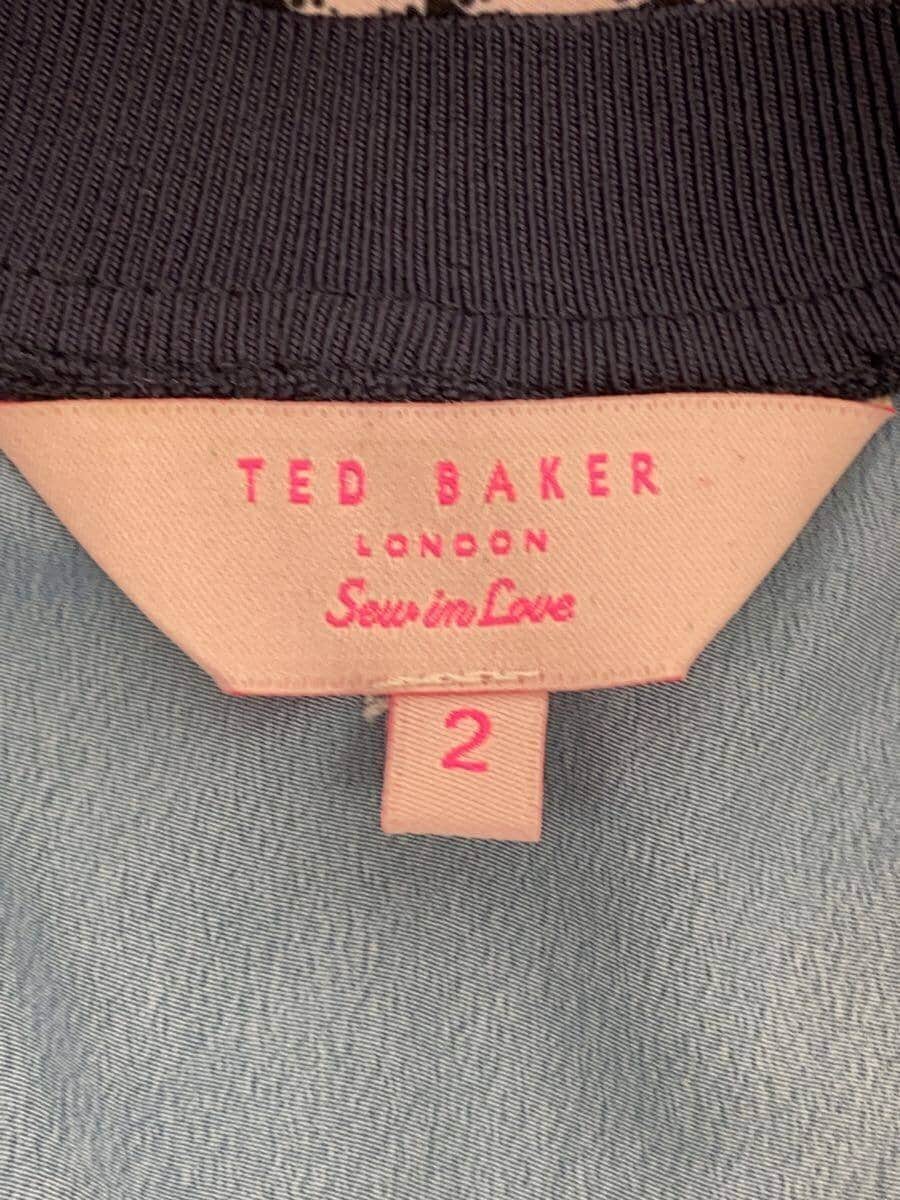 TED BAKER
LONDON
Sew in Love
2